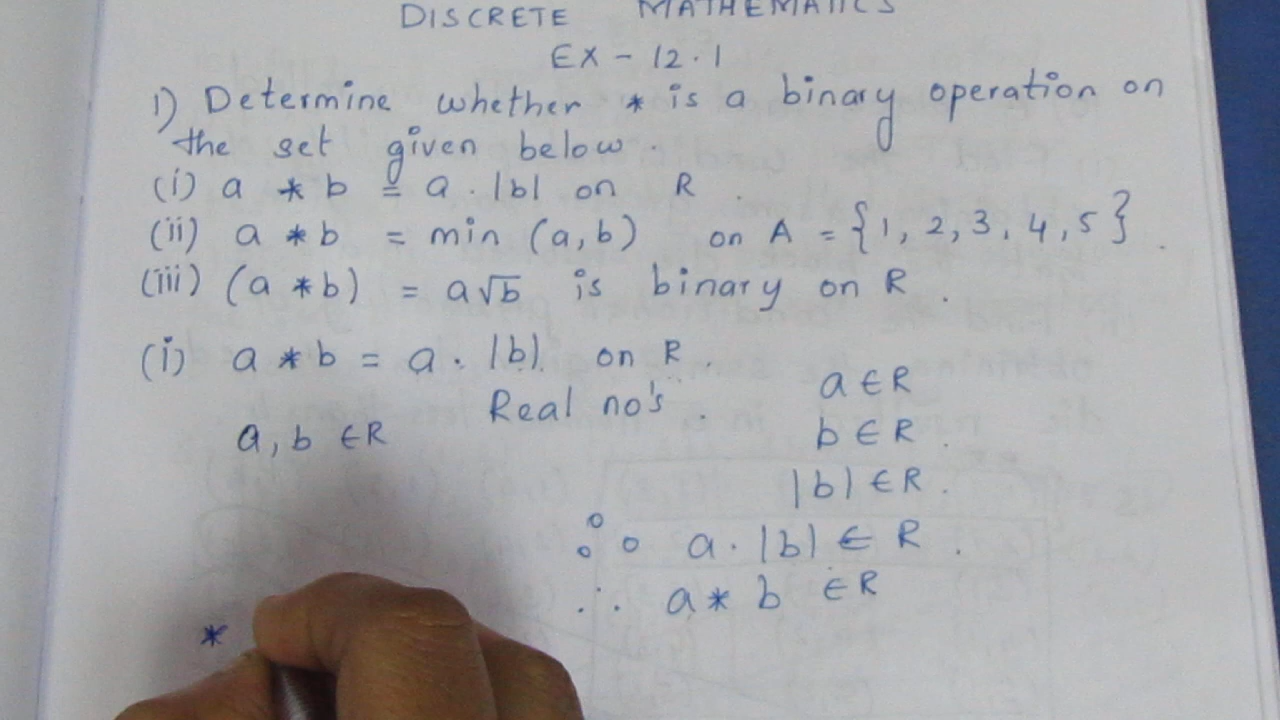 DISCRETE MATHEMATICS
EX - 12.1
1) Determine whether * is a binary operation on
the set given below.
(i) a * b = a . |b| on R .
(ii) a * b = min (a, b) on A = {1, 2, 3, 4, 5} .
(iii) (a * b) = a√b is binary on R .
(i) a * b = a . |b| on R .
Real no's .
a, b ∈ R
a ∈ R
b ∈ R .
|b| ∈ R .
∴ a . |b| ∈ R .
∴ a * b ∈ R
*